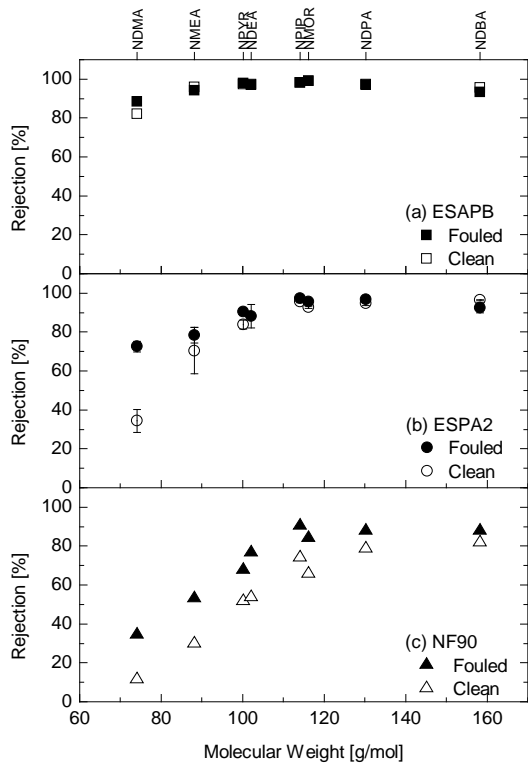 NDMA NMEA NPYR NDEA NPIP NMOR NDPA NDBA
100
80
60
40
20
0
Rejection [%]
(a) ESAPB
Fouled
Clean
100
80
60
40
20
0
Rejection [%]
(b) ESPA2
Fouled
Clean
100
80
60
40
20
0
Rejection [%]
(c) NF90
Fouled
Clean
60 80 100 120 140 160
Molecular Weight [g/mol]